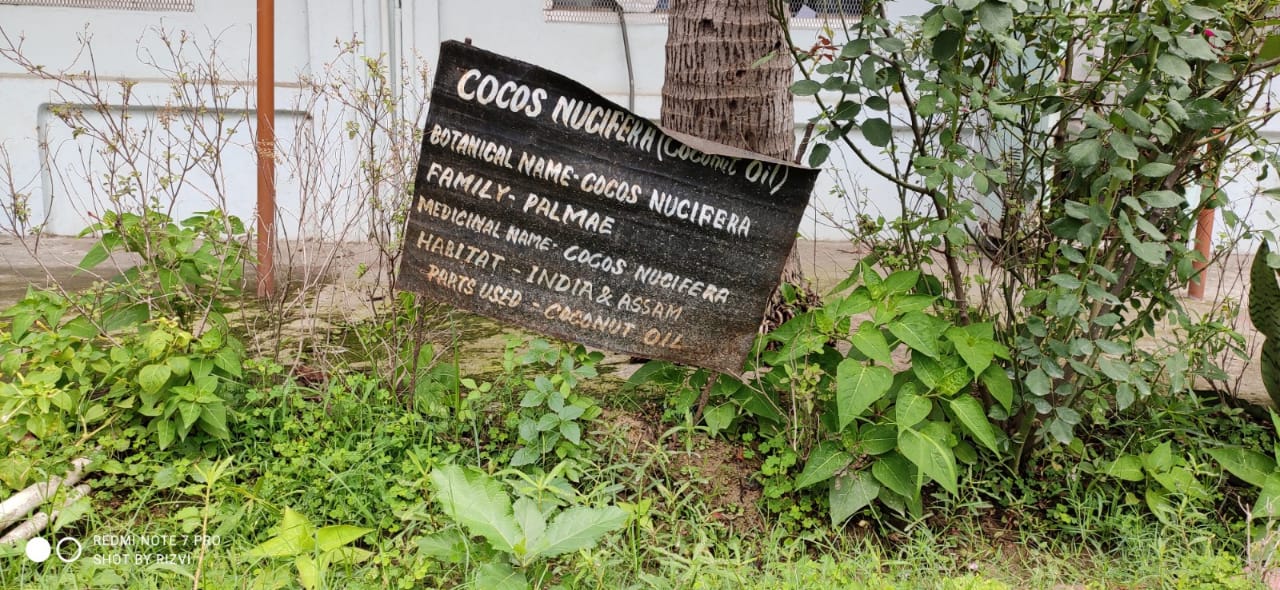 COCOS NUCIFERA (COCONUT OIL)
BOTANICAL NAME-COCOS NUCIFERA
FAMILY- PALMAE
MEDICINAL NAME- COCOS NUCIFERA
HABITAT - INDIA & ASSAM
PARTS USED - COCONUT OIL
REDMI NOTE 7 PRO
SHOT BY RIZVI